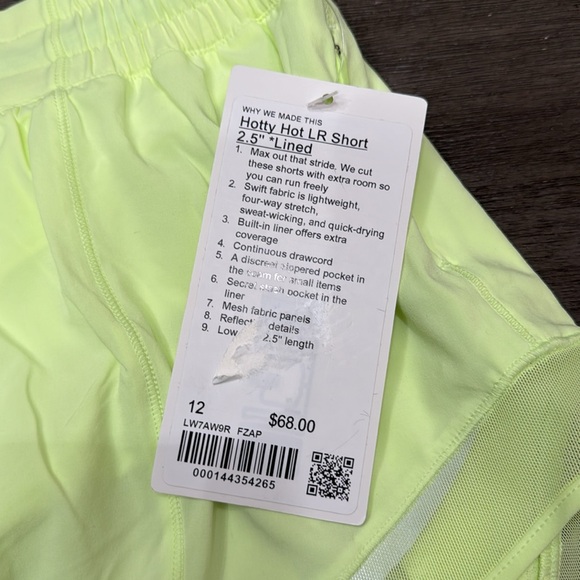 WHY WE MADE THIS
Hotty Hot LR Short
2.5" *Lined
1. Max out that stride. We cut
these shorts with extra room so
you can run freely
2. Swift fabric is lightweight,
four-way stretch,
sweat-wicking, and quick-drying
3. Built-in liner offers extra
coverage
4. Continuous drawcord
5. A discreet zippered pocket in
the seam for small items
6. Secret stash pocket in the
liner
7. Mesh fabric panels
8. Reflect details
9. Low 2.5" length
12 $68.00
LW7AW9R FZAP
000144354265